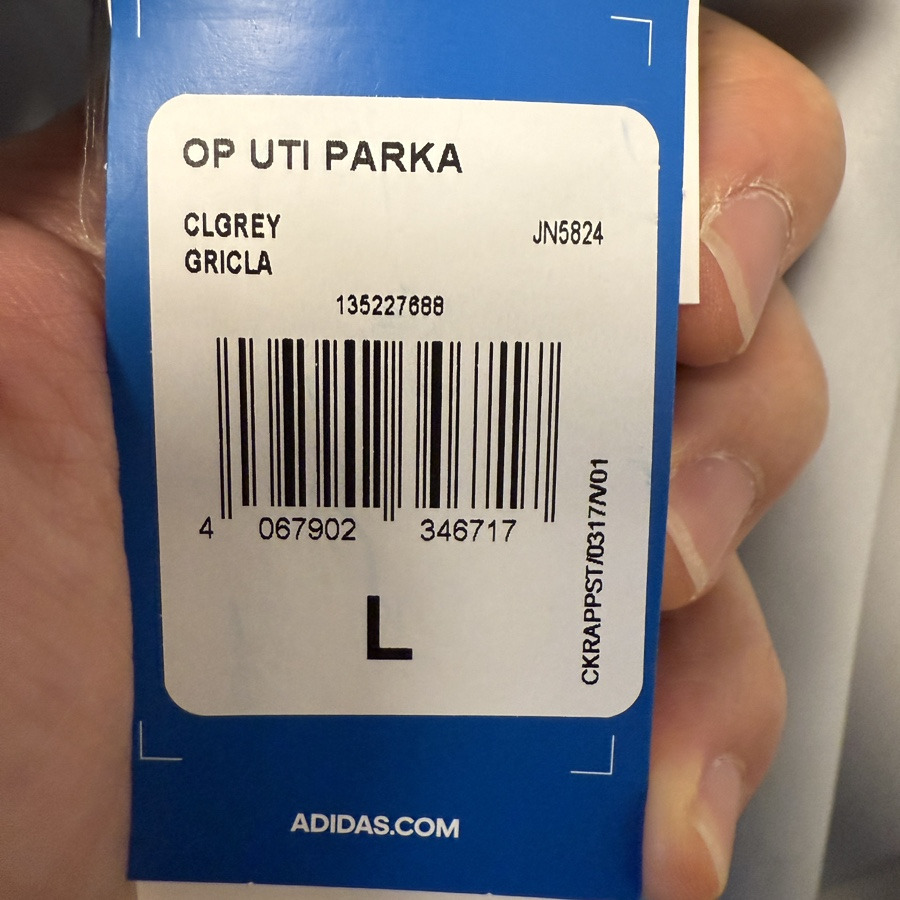 OP UTI PARKA
CLGREY JN5824
GRICLA
135227688
4 067902 346717
CKRAPPST/0317/V01
L
ADIDAS.COM